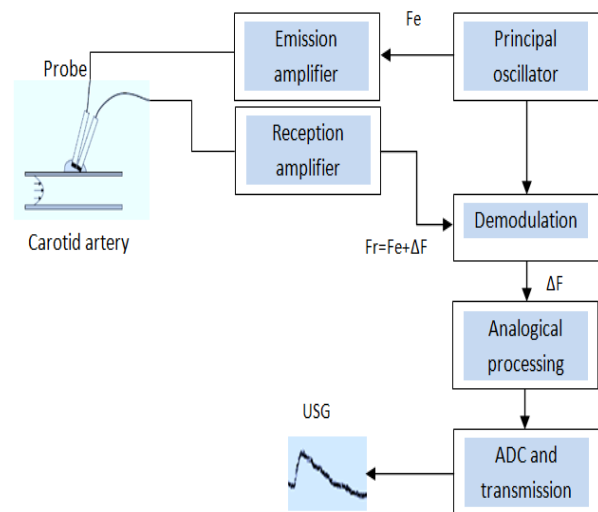 Fe
Emission
amplifier
Principal
oscillator
Probe
Reception
amplifier
Demodulation
Fr=Fe+ΔF
Carotid artery
ΔF
Analogical
processing
USG
ADC and
transmission